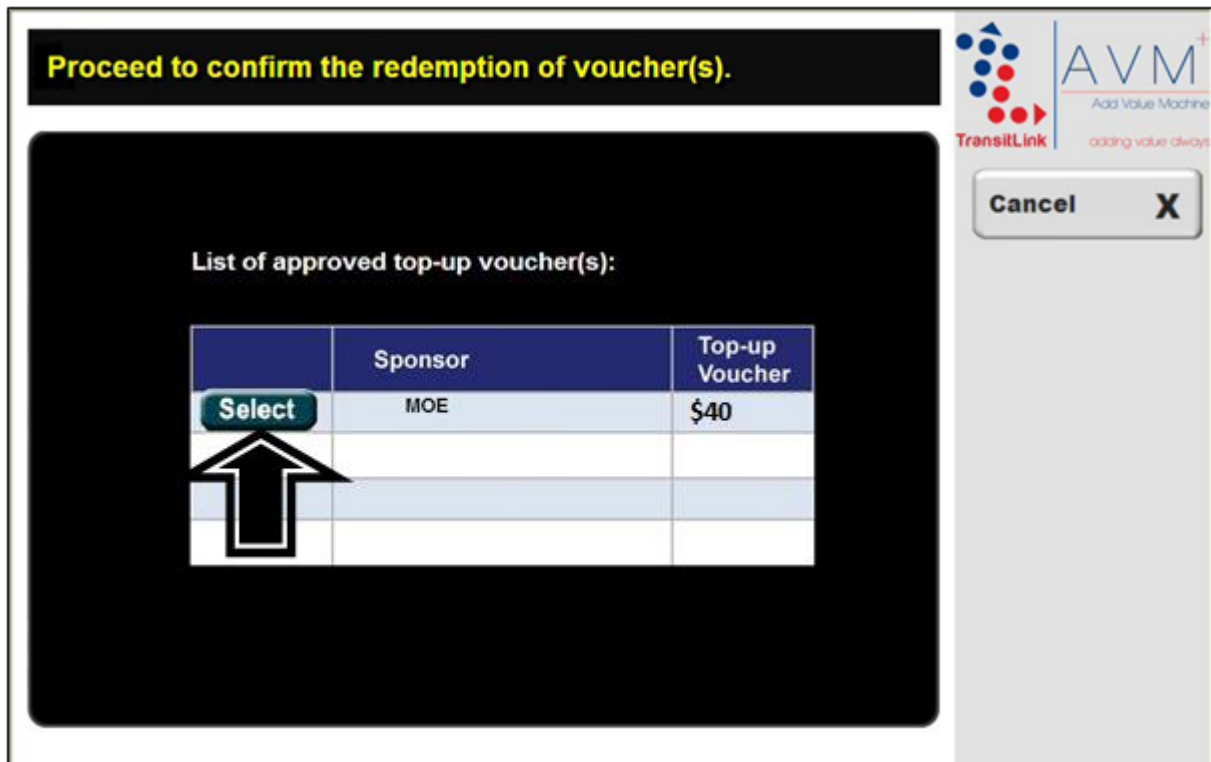 Proceed to confirm the redemption of voucher(s).
AVM+
Add Value Machine
TransitLink
adding value always
Cancel X
List of approved top-up voucher(s):
Sponsor
Top-up
Voucher
Select MOE $40